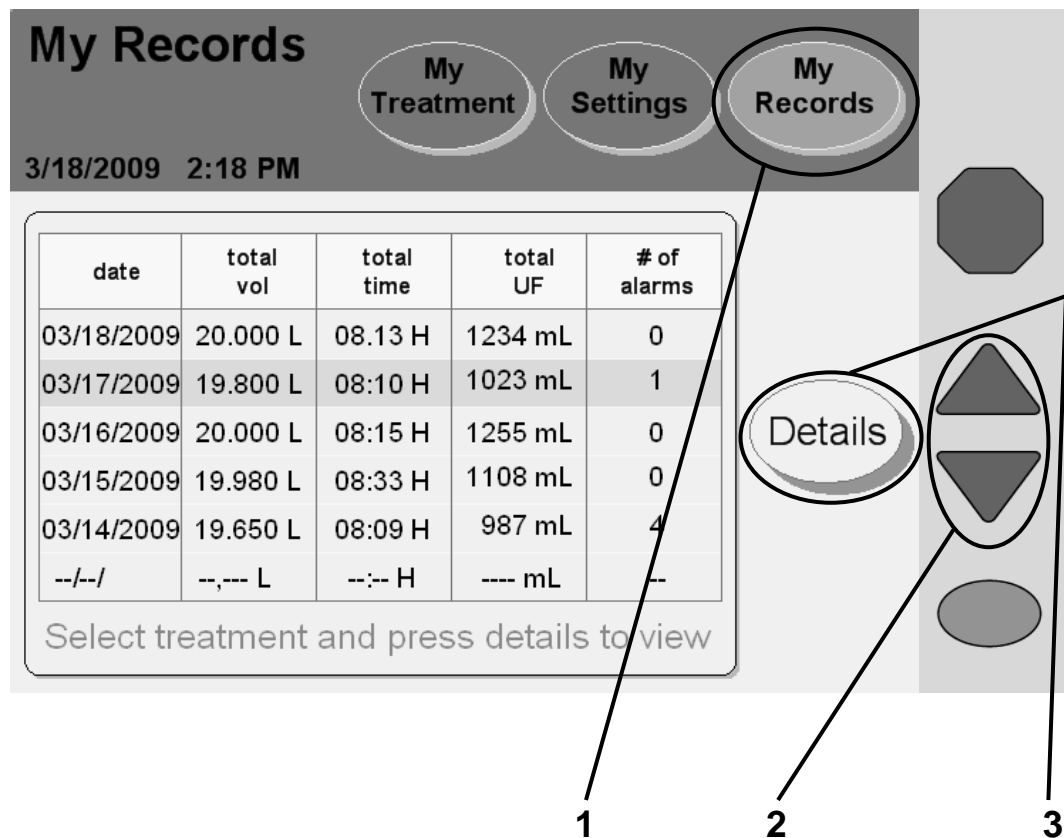 My Records
My
Treatment
My
Settings
My
Records
3/18/2009 2:18 PM
date total vol total time total UF # of alarms
03/18/2009 20.000 L 08.13 H 1234 mL 0
03/17/2009 19.800 L 08:10 H 1023 mL 1
03/16/2009 20.000 L 08:15 H 1255 mL 0
03/15/2009 19.980 L 08:33 H 1108 mL 0
03/14/2009 19.650 L 08:09 H 987 mL 4
--/--/ --,--- L --:-- H ---- mL --
Select treatment and press details to view
Details
1 2 3